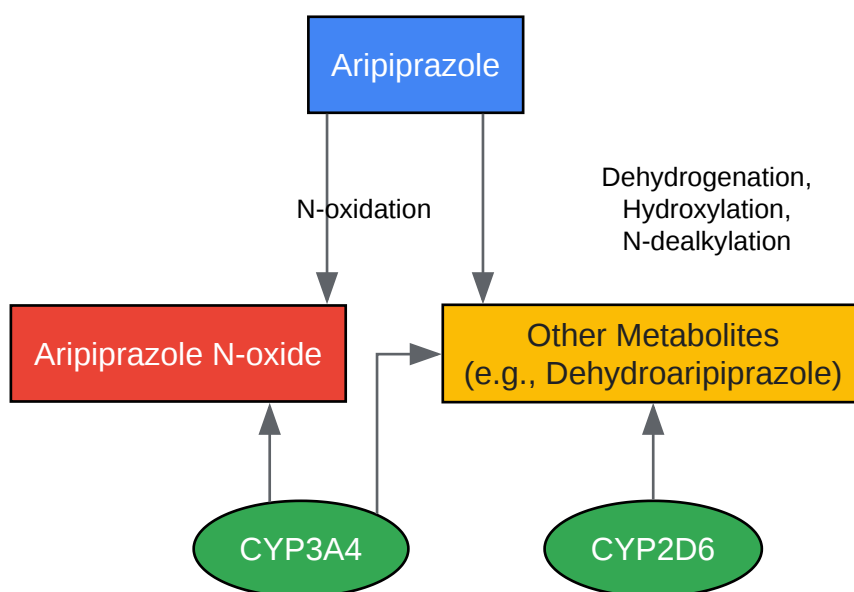 Aripiprazole
N-oxidation
Dehydrogenation,
Hydroxylation,
N-dealkylation
Aripiprazole N-oxide
Other Metabolites
(e.g., Dehydroaripiprazole)
CYP3A4
CYP2D6